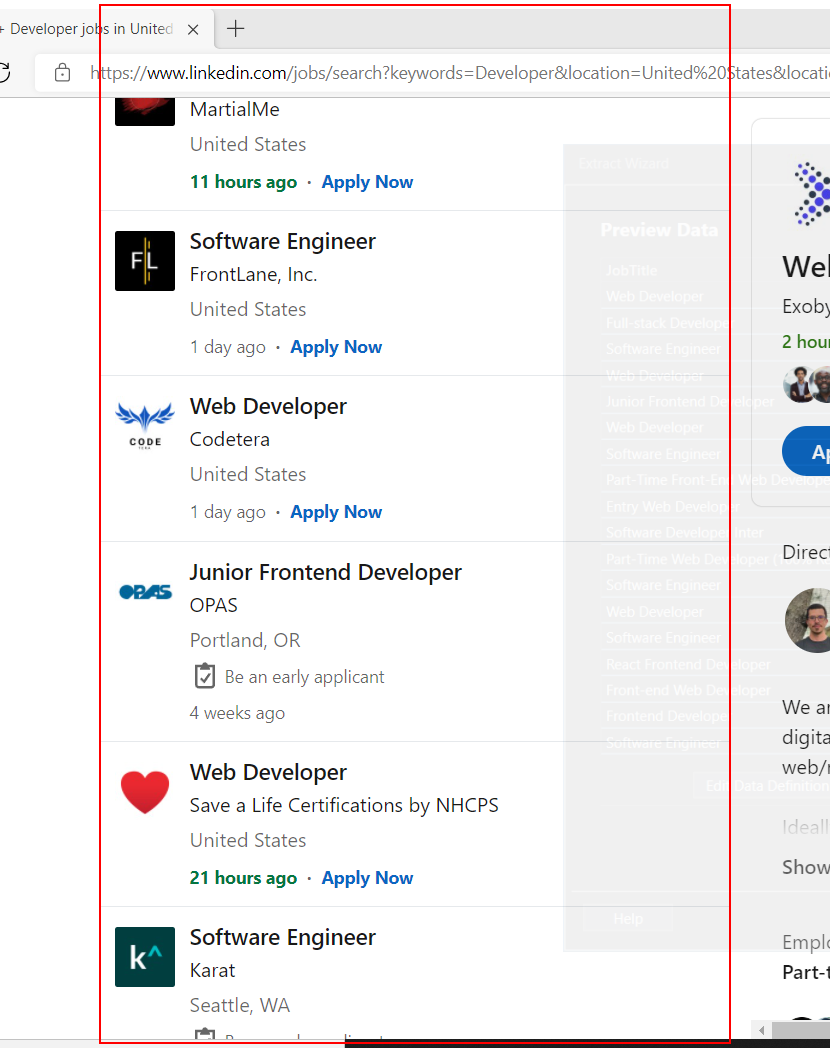 + Developer jobs in United
https://www.linkedin.com/jobs/search?keywords=Developer&location=United%20States&locatio
MartialMe
United States
11 hours ago · Apply Now
FL
Software Engineer
FrontLane, Inc.
United States
1 day ago · Apply Now
CODE
Web Developer
Codetera
United States
1 day ago · Apply Now
OPAS
Junior Frontend Developer
OPAS
Portland, OR
Be an early applicant
4 weeks ago
Web Developer
Save a Life Certifications by NHCPS
United States
21 hours ago · Apply Now
k^
Software Engineer
Karat
Seattle, WA
Extract Wizard
Preview Data
JobTitle
Web Developer
Full-stack Developer
Software Engineer
Web Developer
Junior Frontend Developer
Web Developer
Software Engineer
Part-Time Front-End Web Develope
Entry Web Developer
Software Developer Inter
Part-Time Web Developer
Software Engineer
Web Developer
Software Engineer
React Frontend Developer
Front-end Web Developer
Frontend Developer
Software Engineer
Edit Data Definition
Help
Wel
Exoby
2 hour
Ap
Direct
We ar
digita
web/r
Ideall
Show
Emplo
Part-t